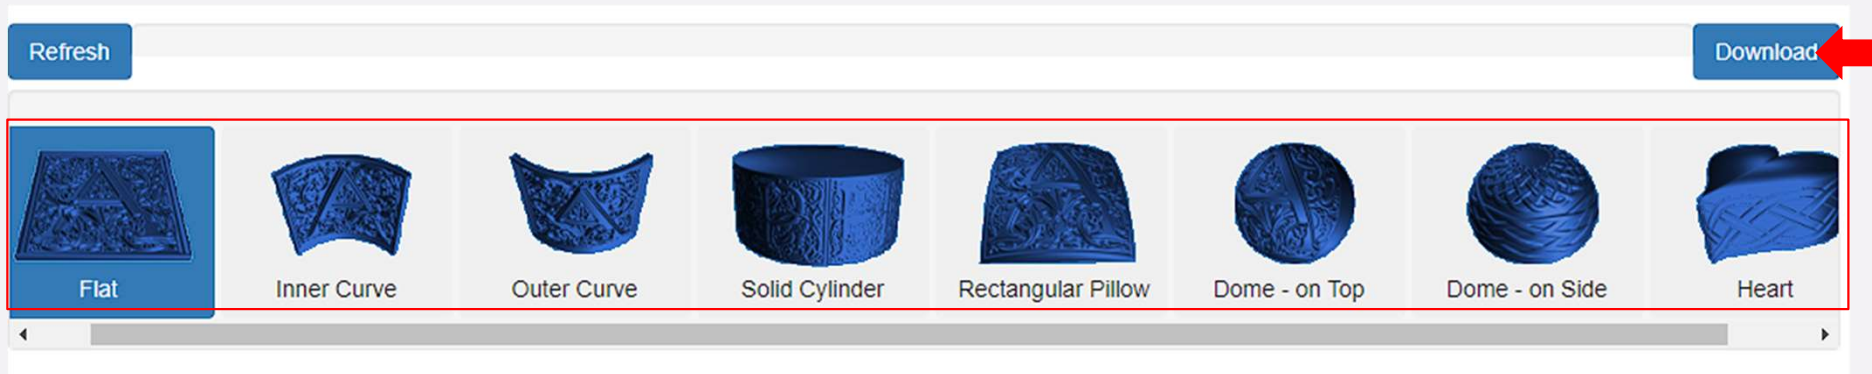 Refresh
Download
Flat
Inner Curve
Outer Curve
Solid Cylinder
Rectangular Pillow
Dome - on Top
Dome - on Side
Heart